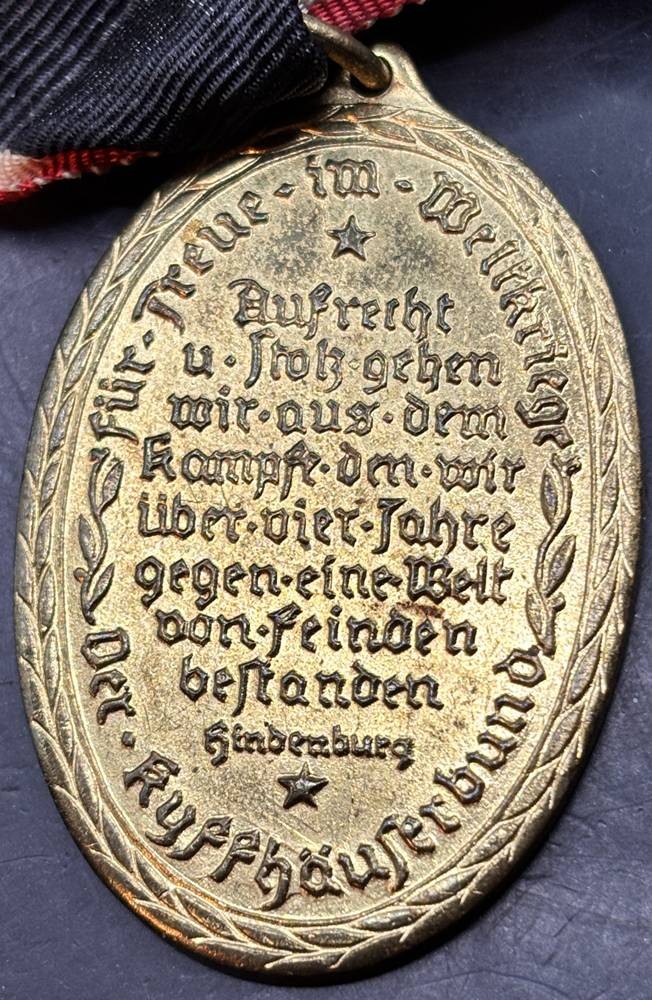 für · Treue · im · Weltkriege
Aufrecht
u · stolz · gehen
wir · aus · dem
Kampfe · den · wir
über · vier · Jahre
gegen · eine · Welt
von · Feinden
bestanden
Hindenburg
Der · Kyffhäuserbund